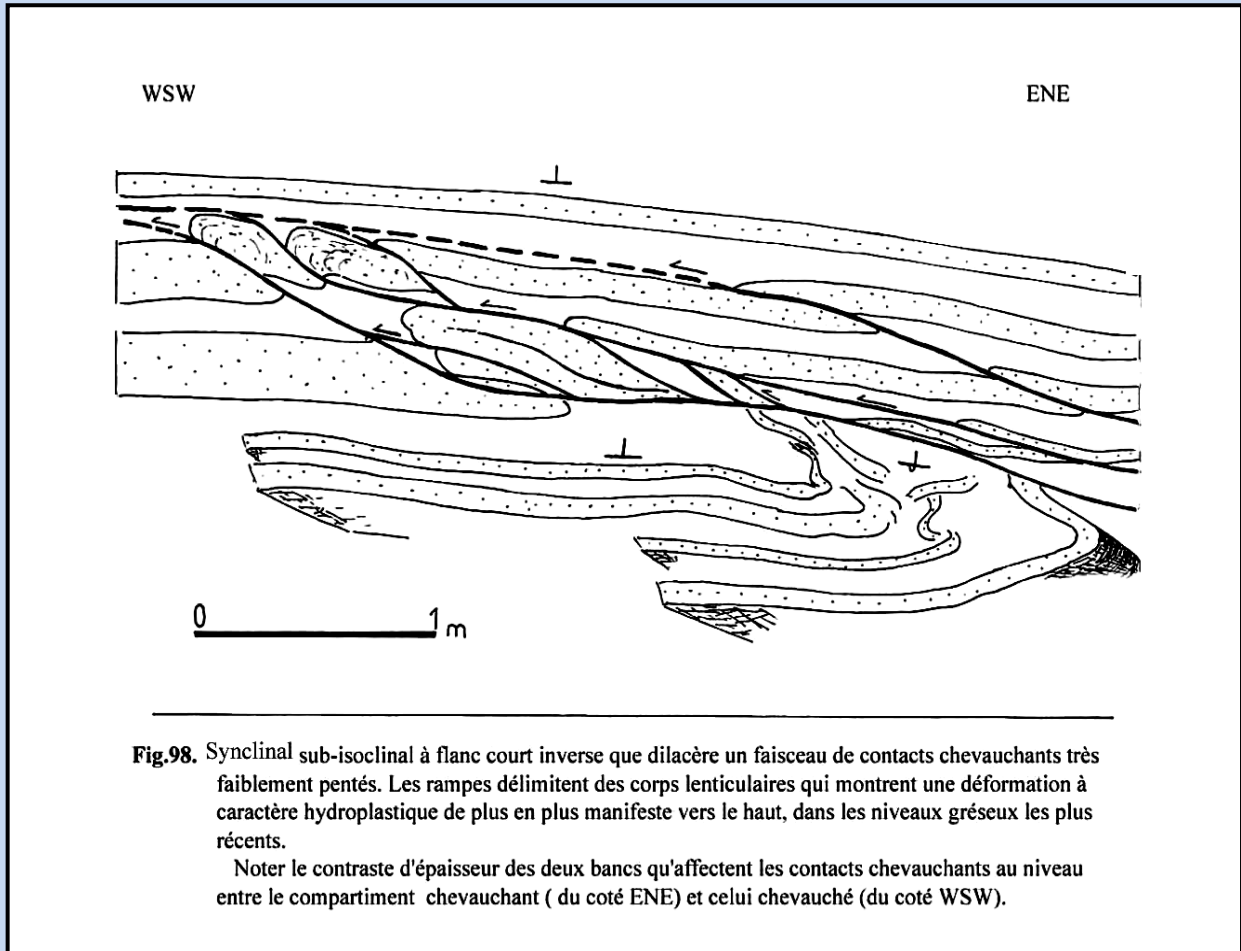 WSW ENE
0 1 m
Fig.98. Synclinal sub-isoclinal à flanc court inverse que dilacère un faisceau de contacts chevauchants très
faiblement pentés. Les rampes délimitent des corps lenticulaires qui montrent une déformation à
caractère hydroplastique de plus en plus manifeste vers le haut, dans les niveaux gréseux les plus
récents.
Noter le contraste d'épaisseur des deux bancs qu'affectent les contacts chevauchants au niveau
entre le compartiment chevauchant ( du coté ENE) et celui chevauché (du coté WSW).